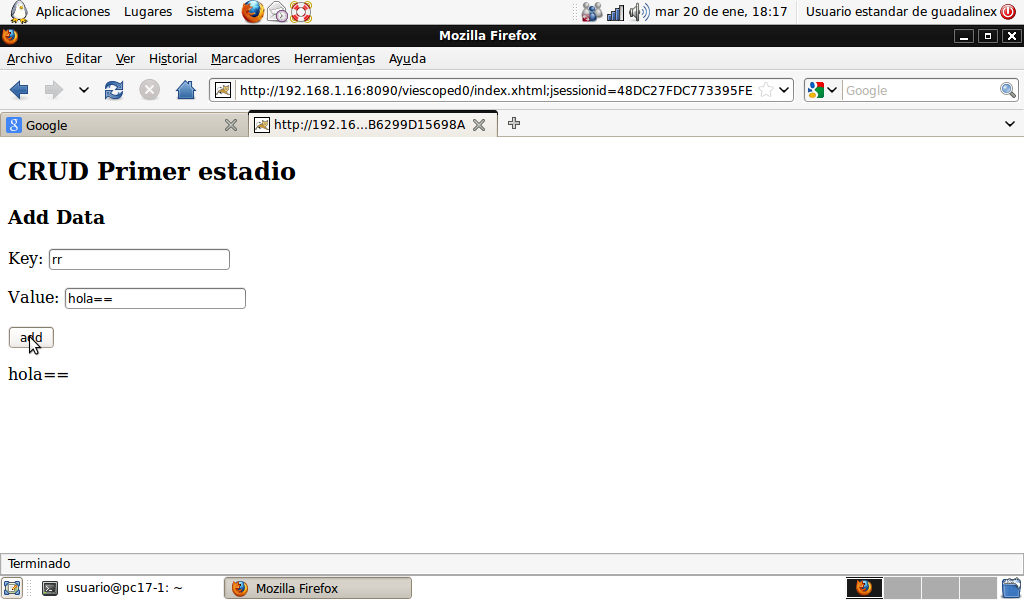 Aplicaciones Lugares Sistema mar 20 de ene, 18:17 Usuario estandar de guadalinex
Mozilla Firefox
Archivo Editar Ver Historial Marcadores Herramientas Ayuda
http://192.168.1.16:8090/viescoped0/index.xhtml;jsessionid=48DC27FDC773395FE Google
Google http://192.16...B6299D15698A
CRUD Primer estadio
Add Data
Key: rr
Value: hola==
add
hola==
Terminado
usuario@pc17-1: ~ Mozilla Firefox